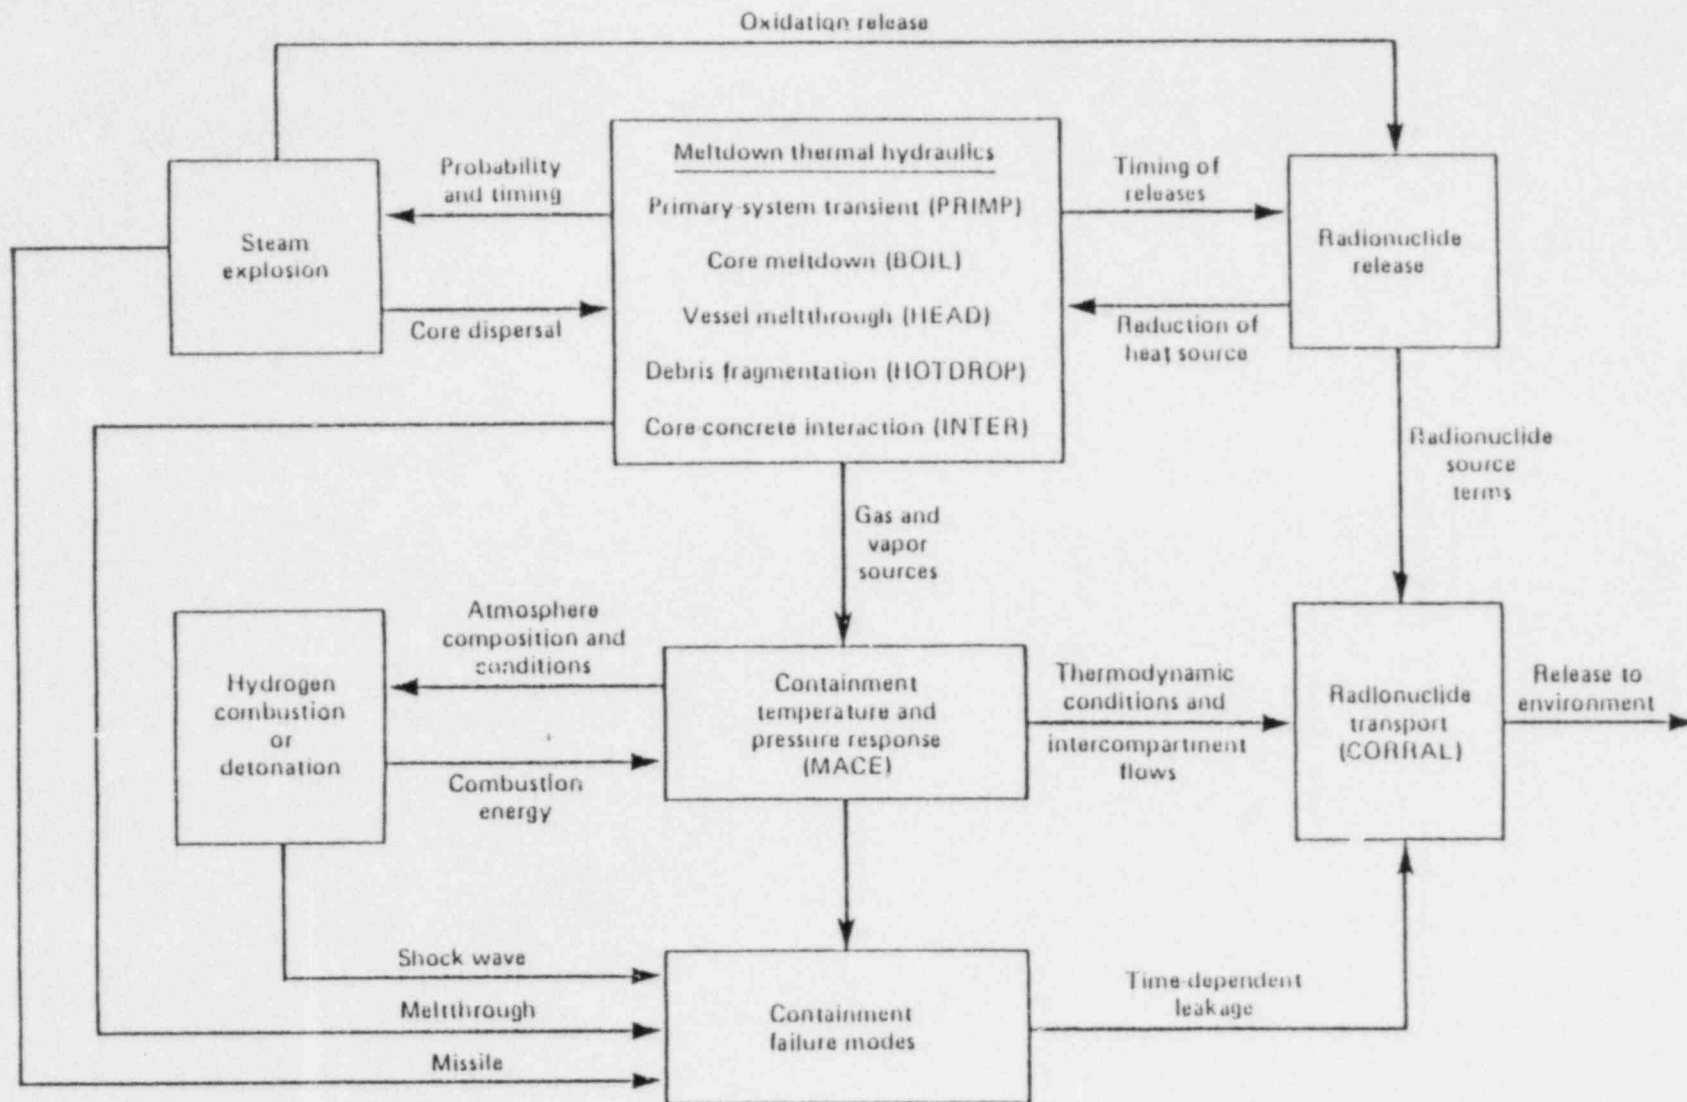 Oxidation release
Meltdown thermal hydraulics
Primary-system transient (PRIMP)
Core meltdown (BOIL)
Vessel meltthrough (HEAD)
Debris fragmentation (HOTDROP)
Core concrete interaction (INTER)
Probability
and timing
Steam
explosion
Core dispersal
Timing of
releases
Radionuclide
release
Reduction of
heat source
Radionuclide
source
terms
Gas and
vapor
sources
Atmosphere
composition and
conditions
Hydrogen
combustion
or
detonation
Combustion
energy
Containment
temperature and
pressure response
(MACE)
Thermodynamic
conditions and
intercompartment
flows
Radionuclide
transport
(CORRAL)
Release to
environment
Shock wave
Meltthrough
Missile
Containment
failure modes
Time-dependent
leakage